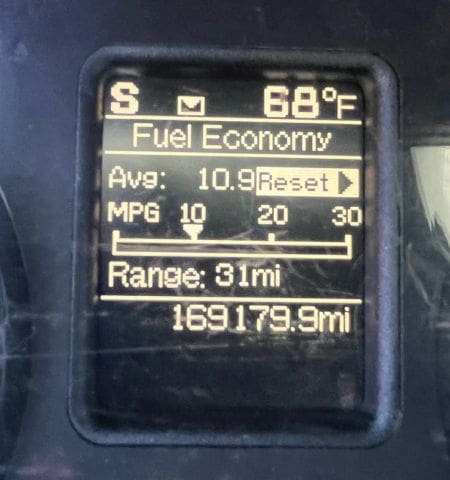 S 68°F
Fuel Economy
Avg: 10.9 Reset
MPG 10 20 30
Range: 31mi
169179.9mi